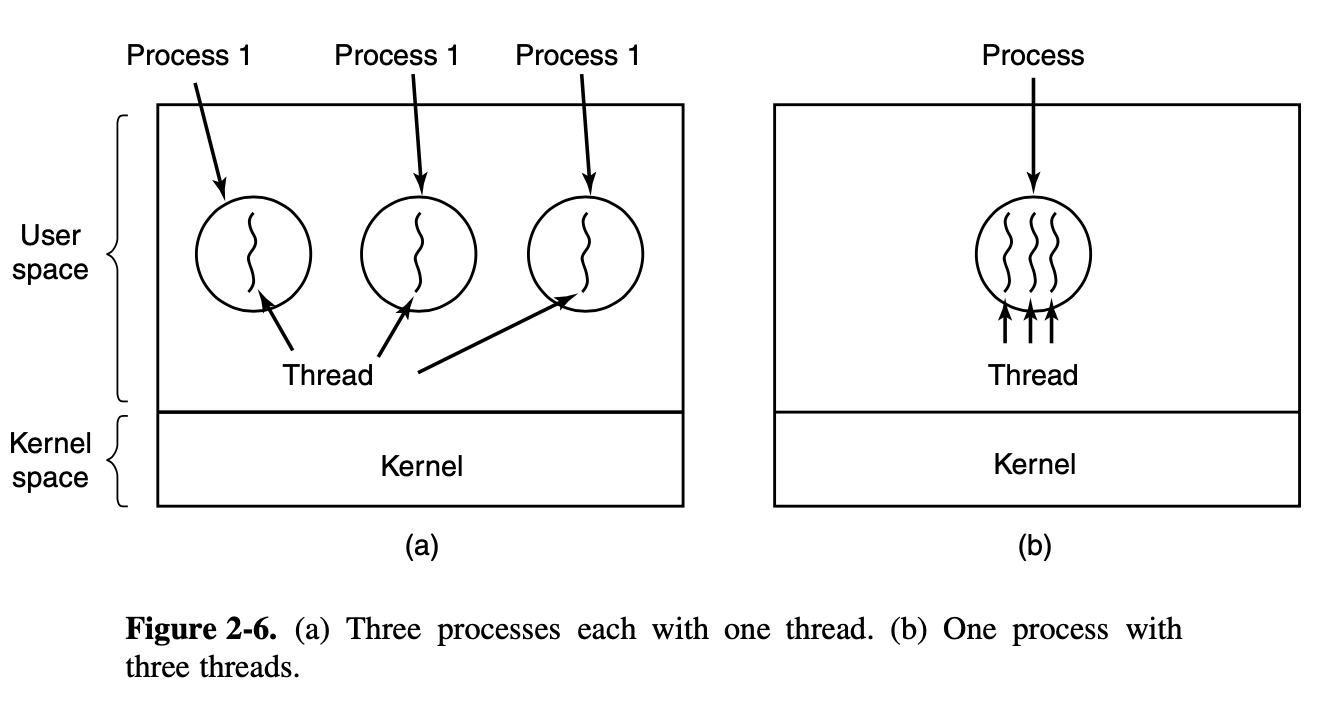 Process 1 Process 1 Process 1
Process
User
space
Thread
Thread
Kernel
space
Kernel
Kernel
(a)
(b)
Figure 2-6. (a) Three processes each with one thread. (b) One process with
three threads.